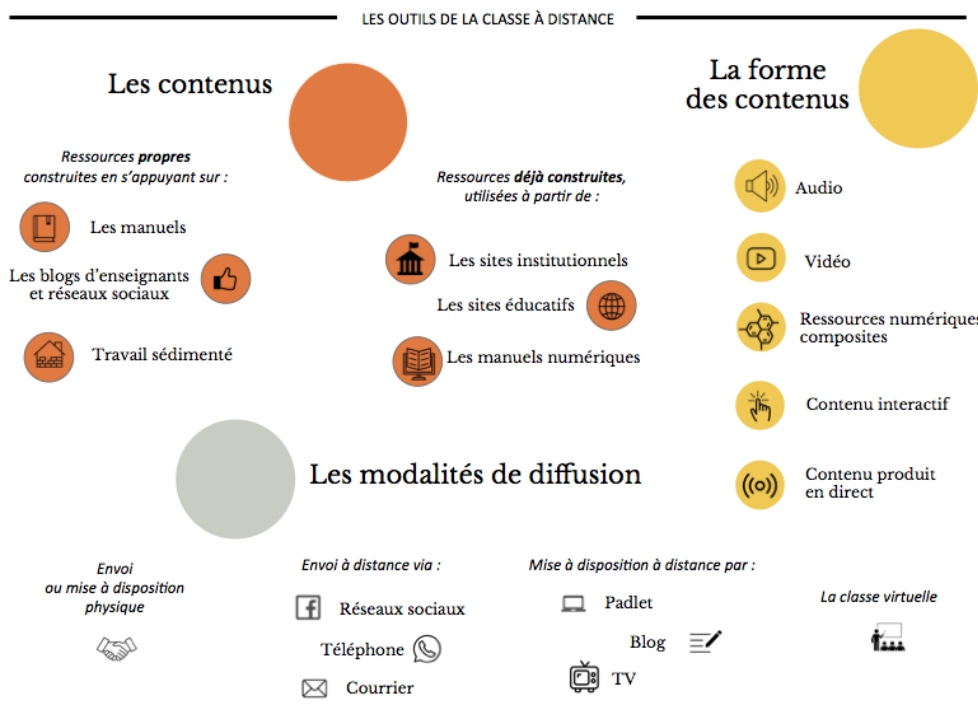 LES OUTILS DE LA CLASSE À DISTANCE
Les contenus
Ressources propres
construites en s'appuyant sur :
Les manuels
Les blogs d'enseignants
et réseaux sociaux
Travail sédimenté
Ressources déjà construites,
utilisées à partir de :
Les sites institutionnels
Les sites éducatifs
Les manuels numériques
La forme
des contenus
Audio
Vidéo
Ressources numériques
composites
Contenu interactif
Contenu produit
en direct
Les modalités de diffusion
Envoi
ou mise à disposition
physique
Envoi à distance via :
Réseaux sociaux
Téléphone
Courrier
Mise à disposition à distance par :
Padlet
Blog
TV
La classe virtuelle